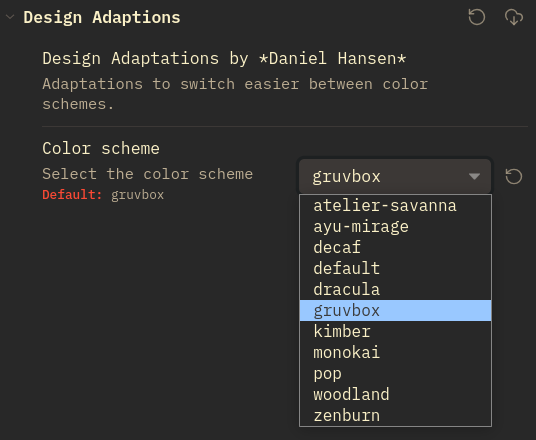 Design Adaptions
Design Adaptations by *Daniel Hansen*
Adaptations to switch easier between color
schemes.
Color scheme
Select the color scheme
Default: gruvbox
gruvbox
atelier-savanna
ayu-mirage
decaf
default
dracula
gruvbox
kimber
monokai
pop
woodland
zenburn